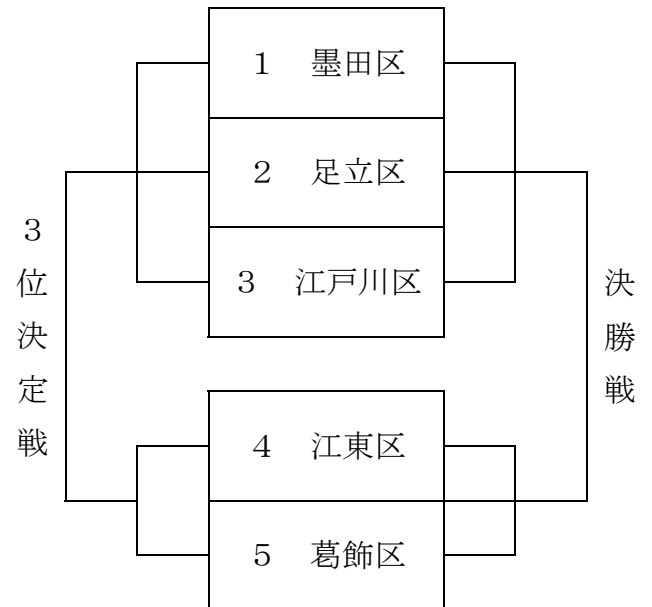 １　墨田区
２　足立区
３　江戸川区
４　江東区
５　葛飾区
３位決定戦
決勝戦